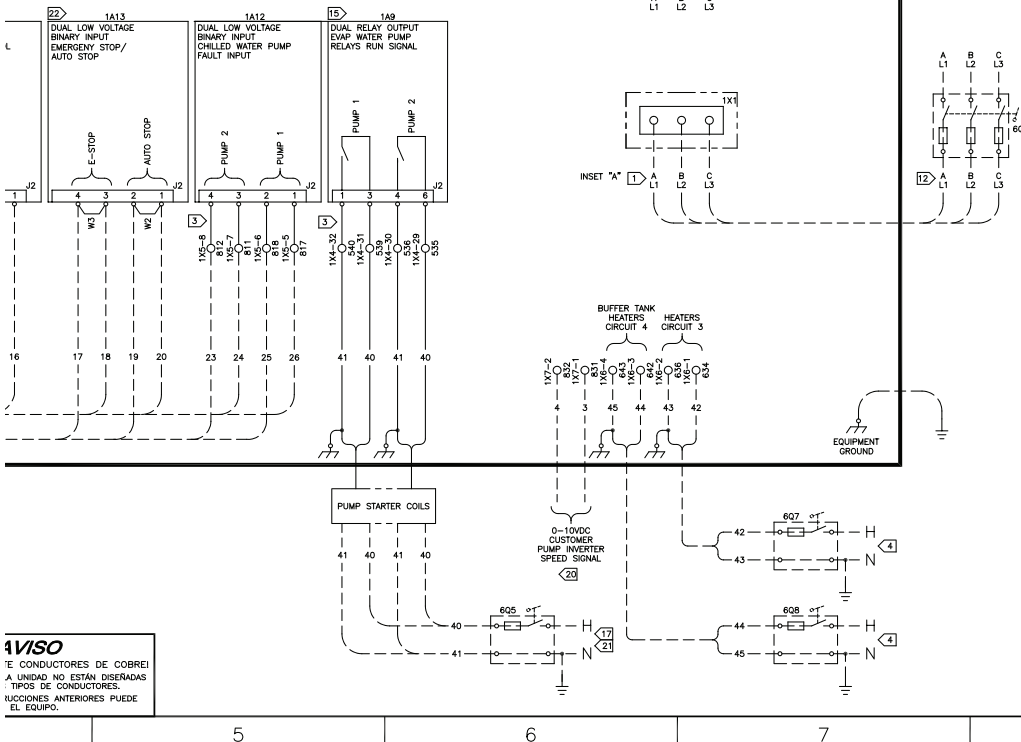 L1 L2 L3
22
1A13
DUAL LOW VOLTAGE
BINARY INPUT
EMERGENY STOP/
AUTO STOP
1A12
DUAL LOW VOLTAGE
BINARY INPUT
CHILLED WATER PUMP
FAULT INPUT
15
1A9
DUAL RELAY OUTPUT
EVAP WATER PUMP
RELAYS RUN SIGNAL
E-STOP
AUTO STOP
PUMP 2
PUMP 1
PUMP 1
PUMP 2
J2
1
4 3 2 1
J2
4 3 2 1
J2
1 3 4 6
J2
W3
W2
3
1X5-8
812
1X5-7
811
1X5-6
818
1X5-5
817
3
1X4-32
540
1X4-31
539
1X4-30
536
1X4-29
535
16 17 18 19 20 23 24 25 26 41 40 41 40
1X1
INSET "A"
1
A B C
L1 L2 L3
A B C
L1 L2 L3
12
A B C
L1 L2 L3
BUFFER TANK
HEATERS
CIRCUIT 4
HEATERS
CIRCUIT 3
1X7-2
832
1X7-1
831
1X6-4
643
1X6-3
642
1X6-2
636
1X6-1
634
4 3 45 44 43 42
EQUIPMENT
GROUND
PUMP STARTER COILS
41 40 41 40
0-10VDC
CUSTOMER
PUMP INVERTER
SPEED SIGNAL
20
6Q7
42
H
4
43
N
6Q5
40
H
17
21
41
N
6Q8
44
H
4
45
N
AVISO
E CONDUCTORES DE COBRE!
A UNIDAD NO ESTÁN DISEÑADAS
TIPOS DE CONDUCTORES.
RUCCIONES ANTERIORES PUEDE
EL EQUIPO.
5 6 7